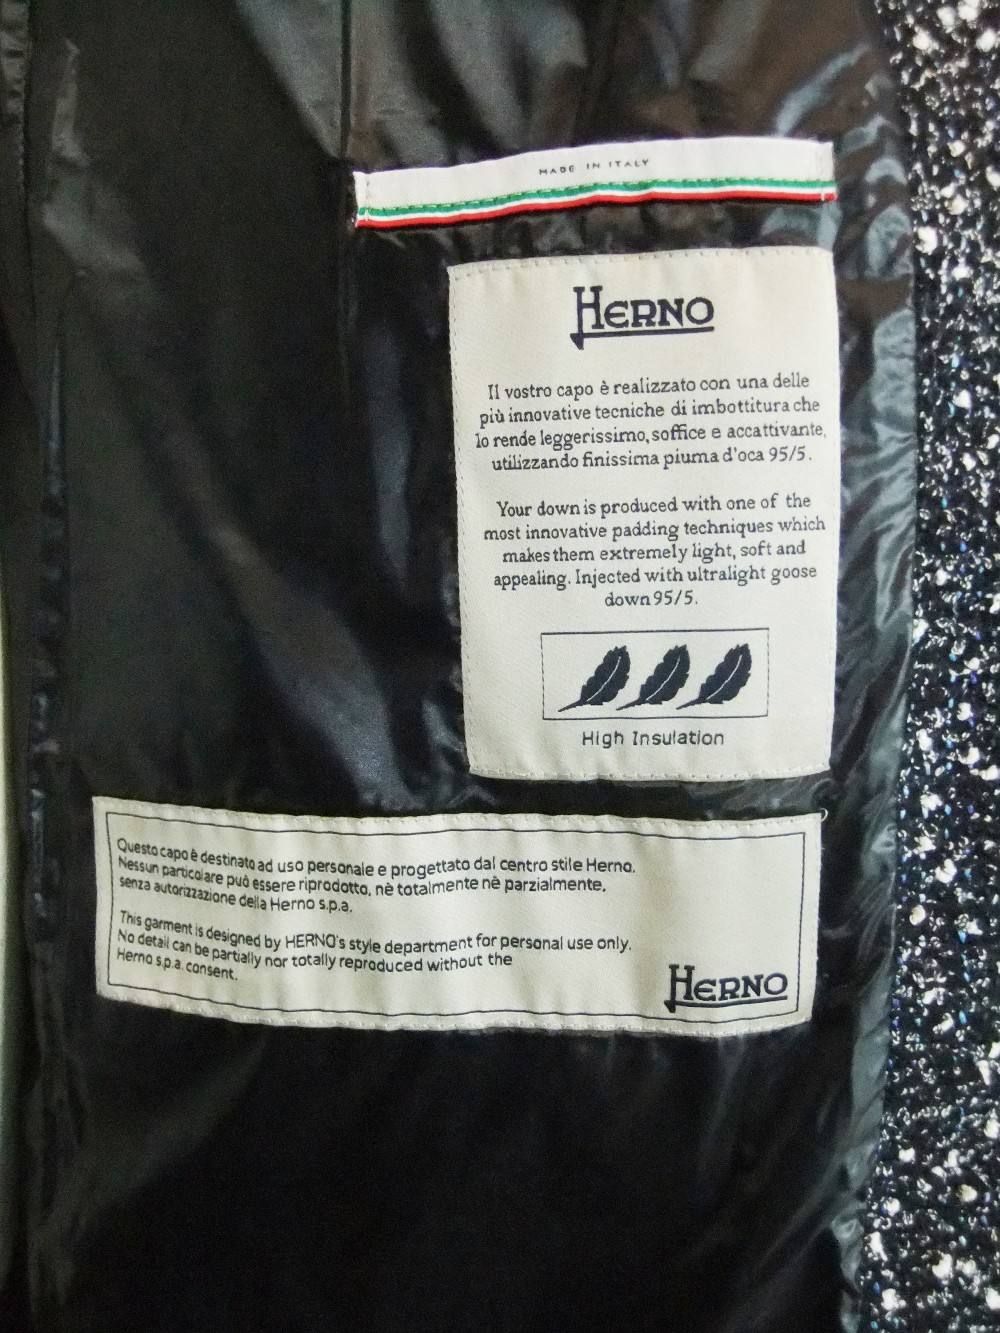 MADE IN ITALY
HERNO
Il vostro capo è realizzato con una delle
più innovative tecniche di imbottitura che
lo rende leggerissimo, soffice e accattivante,
utilizzando finissima piuma d'oca 95/5.
Your down is produced with one of the
most innovative padding techniques which
makes them extremely light, soft and
appealing. Injected with ultralight goose
down 95/5.
High Insulation
Questo capo è destinato ad uso personale e progettato dal centro stile Herno.
Nessun particolare può essere riprodotto, nè totalmente nè parzialmente,
senza autorizzazione della Herno s.p.a.
This garment is designed by HERNO's style department for personal use only.
No detail can be partially nor totally reproduced without the
Herno s.p.a. consent.
HERNO